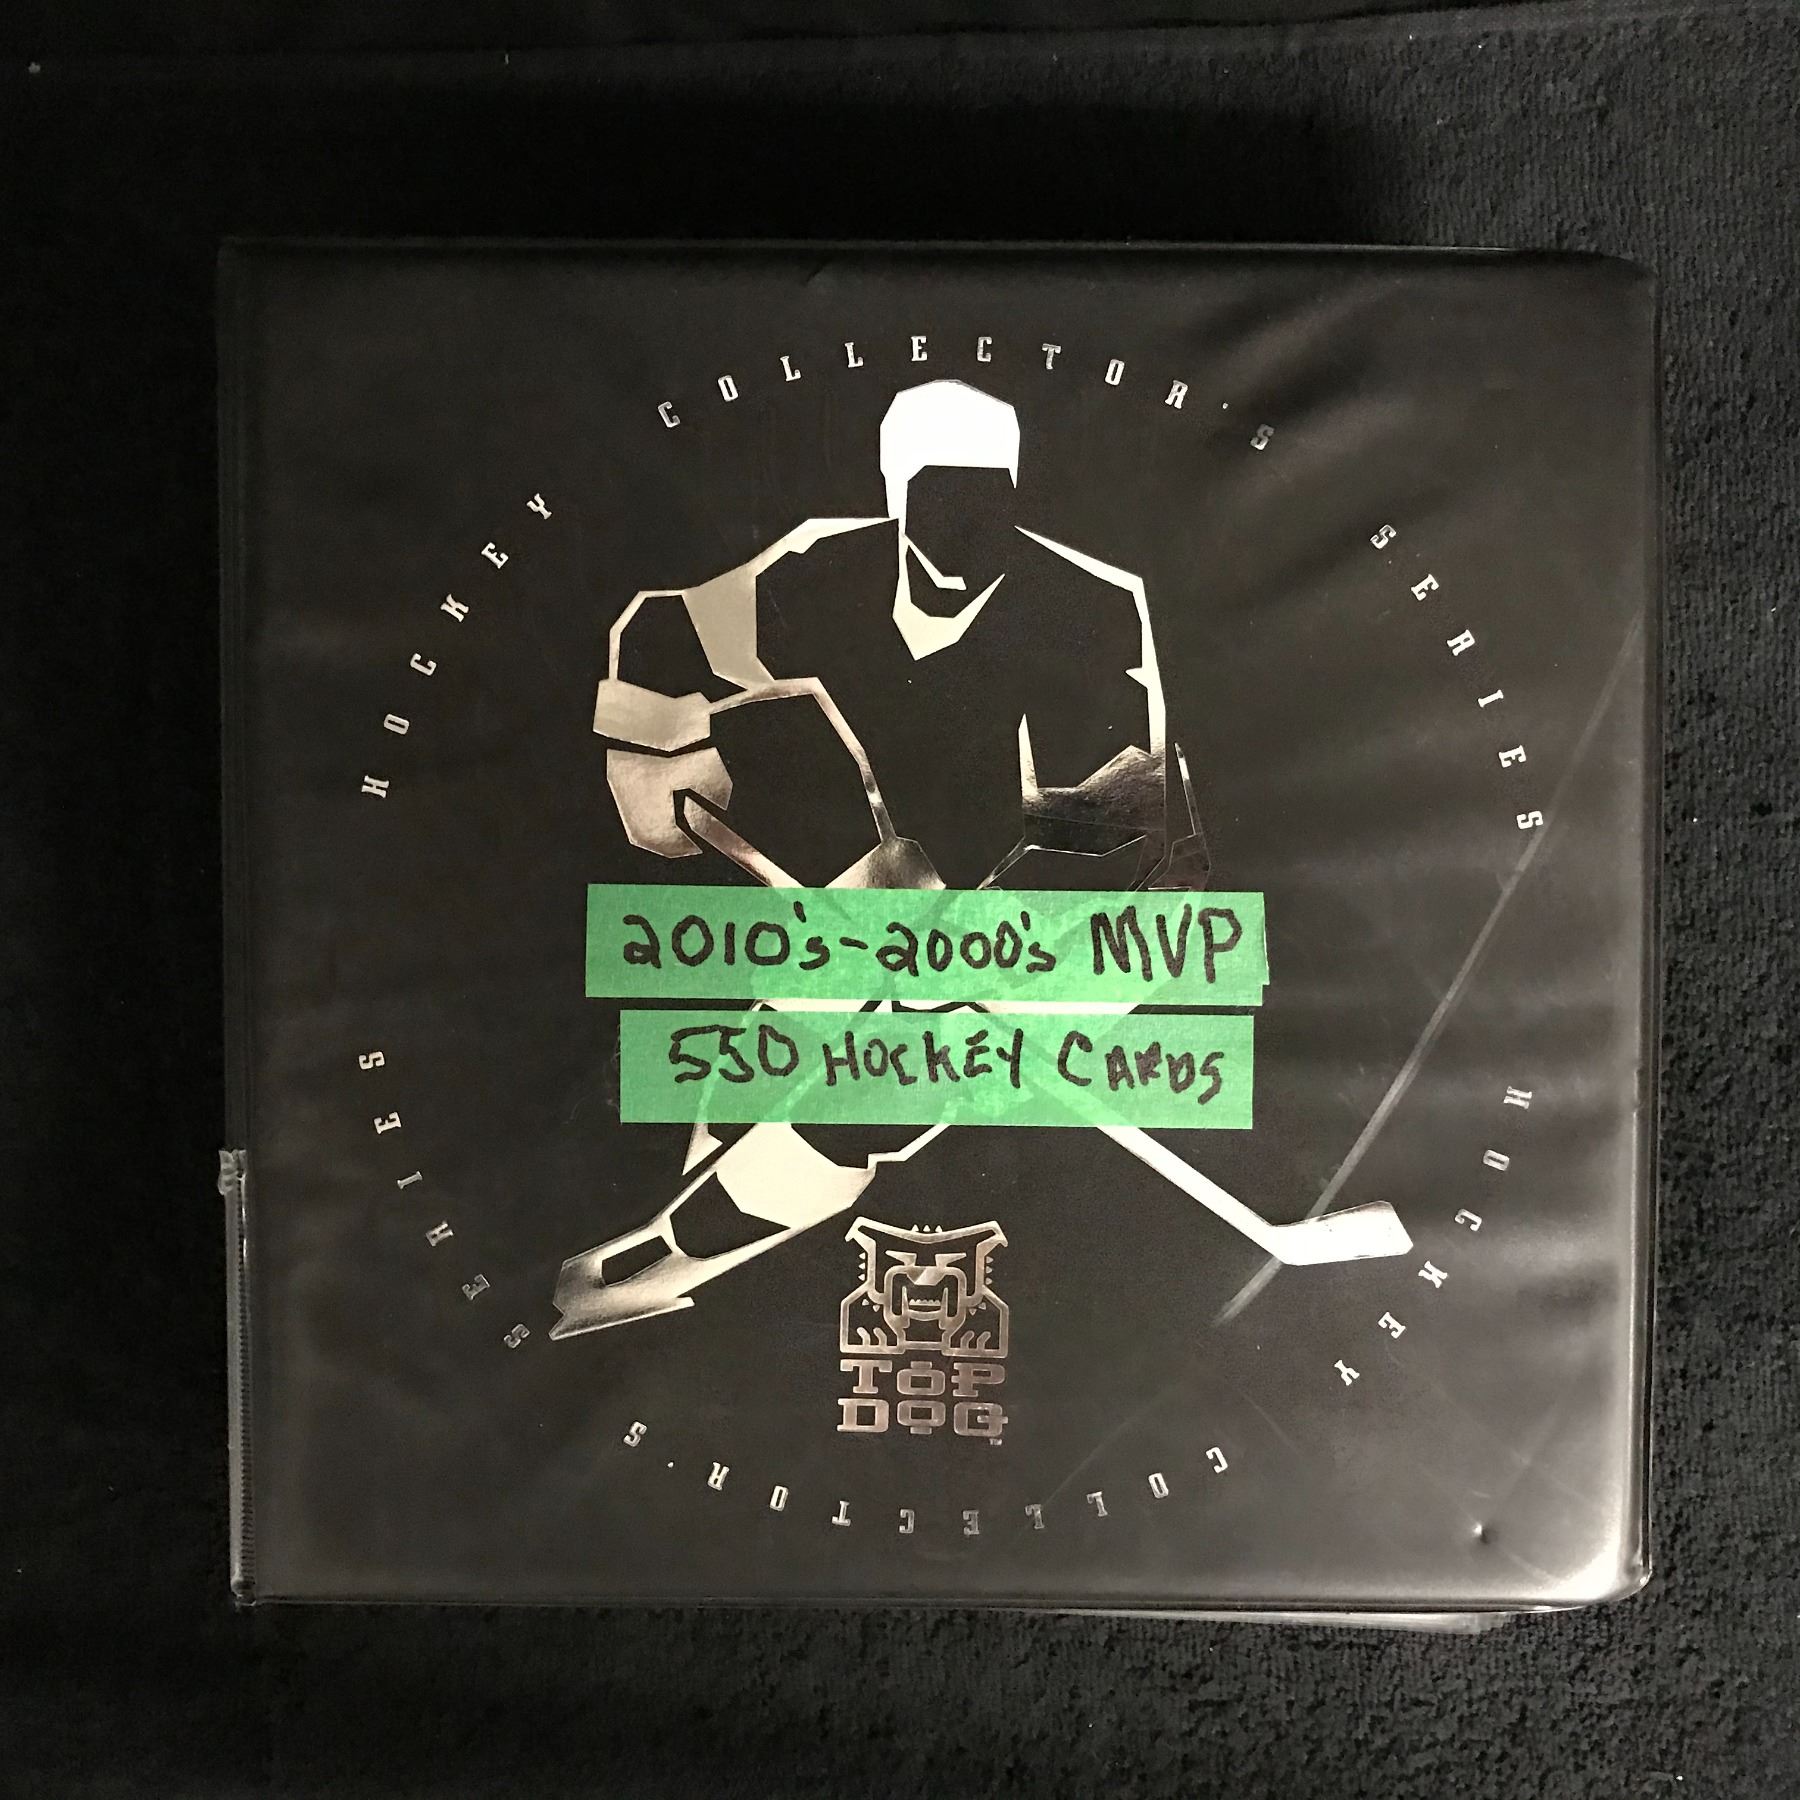 HOCKEY COLLECTOR'S SERIES
2010's-2000's MVP
550 HOCKEY CARDS
TOP
DOG
HOCKEY COLLECTOR'S SERIES